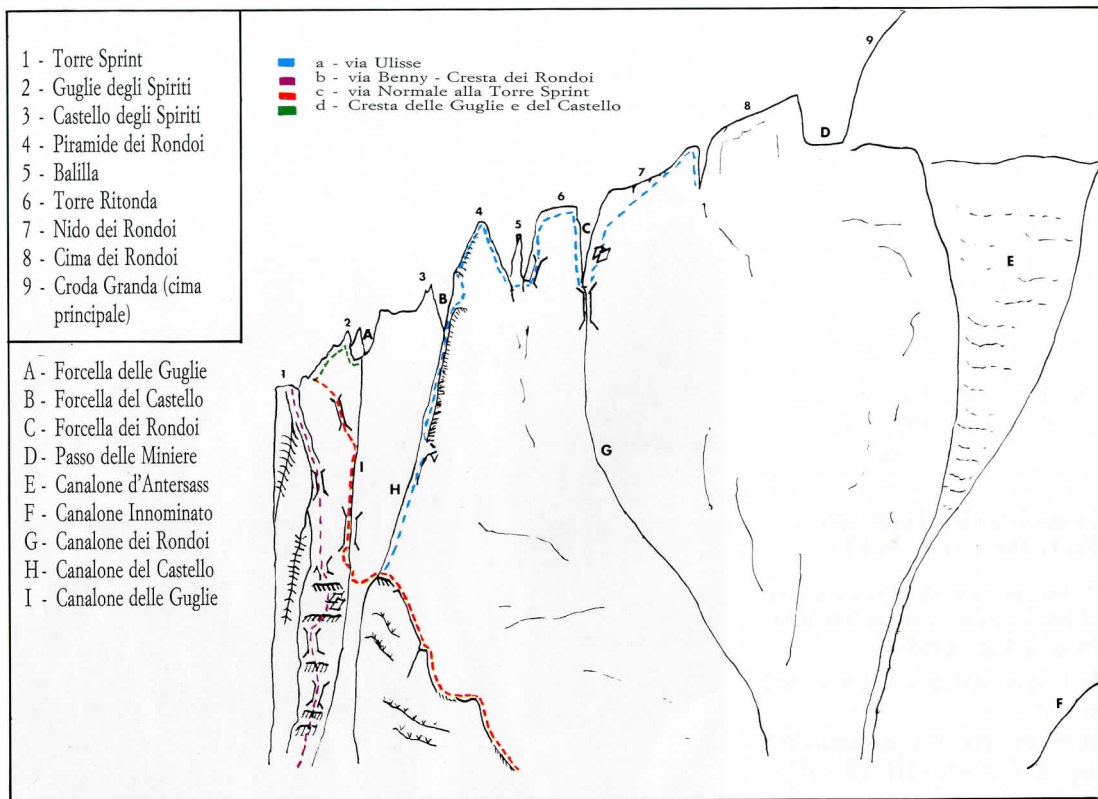 1 - Torre Sprint
2 - Guglie degli Spiriti
3 - Castello degli Spiriti
4 - Piramide dei Rondoi
5 - Balilla
6 - Torre Ritonda
7 - Nido dei Rondoi
8 - Cima dei Rondoi
9 - Croda Granda (cima
principale)
A - Forcella delle Guglie
B - Forcella del Castello
C - Forcella dei Rondoi
D - Passo delle Miniere
E - Canalone d'Antersass
F - Canalone Innominato
G - Canalone dei Rondoi
H - Canalone del Castello
I - Canalone delle Guglie
a - via Ulisse
b - via Benny - Cresta dei Rondoi
c - via Normale alla Torre Sprint
d - Cresta delle Guglie e del Castello
9
8
D
7
6
C
5
4
E
3
B
2
A
1
G
I
H
F